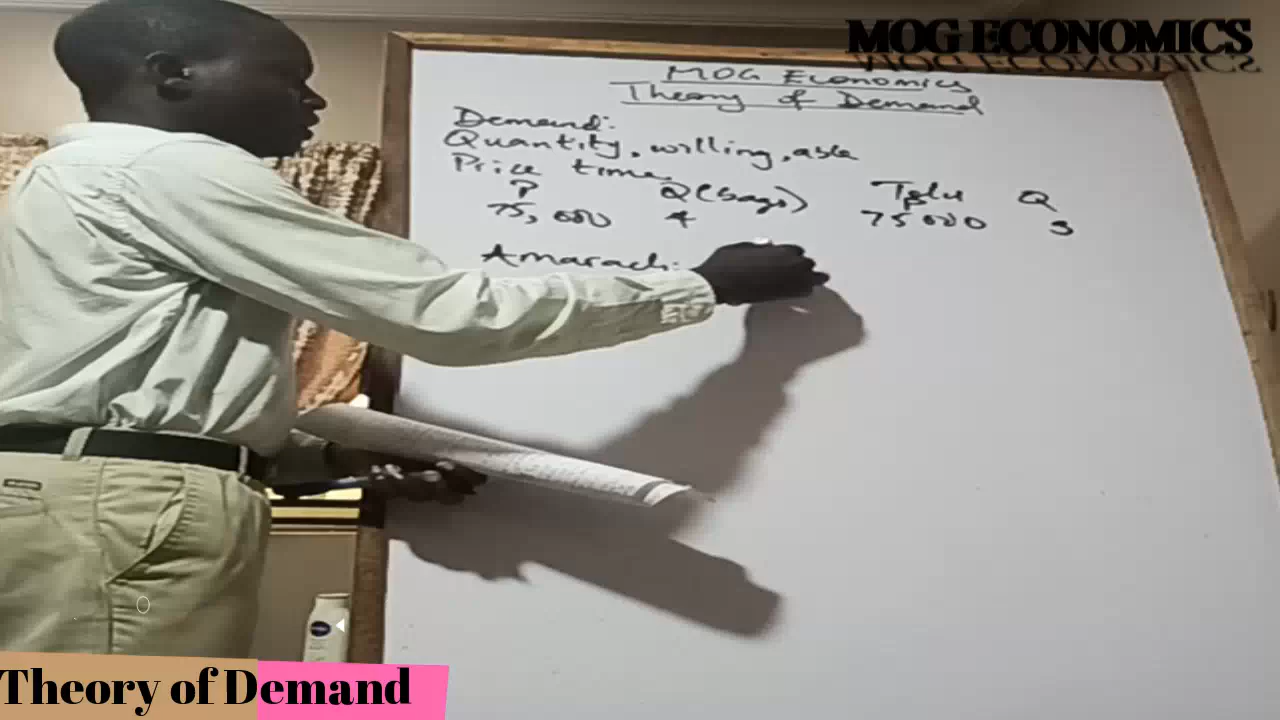 MOG ECONOMICS
MOG Economics
Theory of Demand
Demand:
Quantity, willing, able
Price time
P Q(bags) P Q
75,000 4 75000 3
Amarachi
Theory of Demand